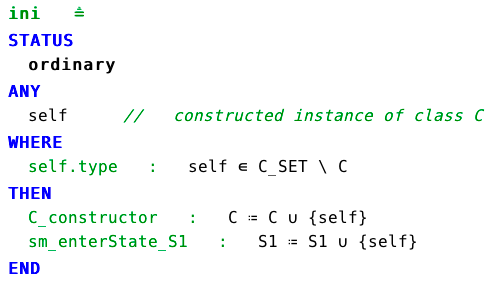 ini ≙
STATUS
ordinary
ANY
self // constructed instance of class C
WHERE
self.type : self ∈ C_SET \ C
THEN
C_constructor : C ≔ C ∪ {self}
sm_enterState_S1 : S1 ≔ S1 ∪ {self}
END